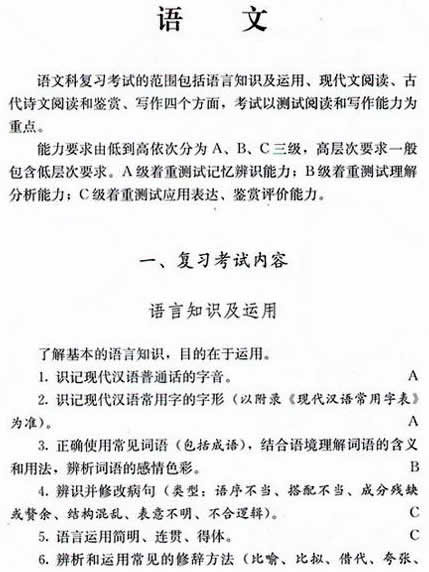 语 文
语文科复习考试的范围包括语言知识及运用、现代文阅读、古
代诗文阅读和鉴赏、写作四个方面，考试以测试阅读和写作能力为
重点。
能力要求由低到高依次分为 A、B、C 三级，高层次要求一般
包含低层次要求。A 级着重测试记忆辨识能力；B 级着重测试理解
分析能力；C 级着重测试应用表达、鉴赏评价能力。
一、复习考试内容
语言知识及运用
了解基本的语言知识，目的在于运用。
1. 识记现代汉语普通话的字音。 A
2. 识记现代汉语常用字的字形（以附录《现代汉语常用字表》
为准）。 A
3. 正确使用常见词语（包括成语），结合语境理解词语的含义
和用法，辨析词语的感情色彩。 B
4. 辨识并修改病句（类型：语序不当、搭配不当、成分残缺
或赘余、结构混乱、表意不明、不合逻辑）。 C
5. 语言运用简明、连贯、得体。 C
6. 辨析和运用常见的修辞方法（比喻、比拟、借代、夸张、